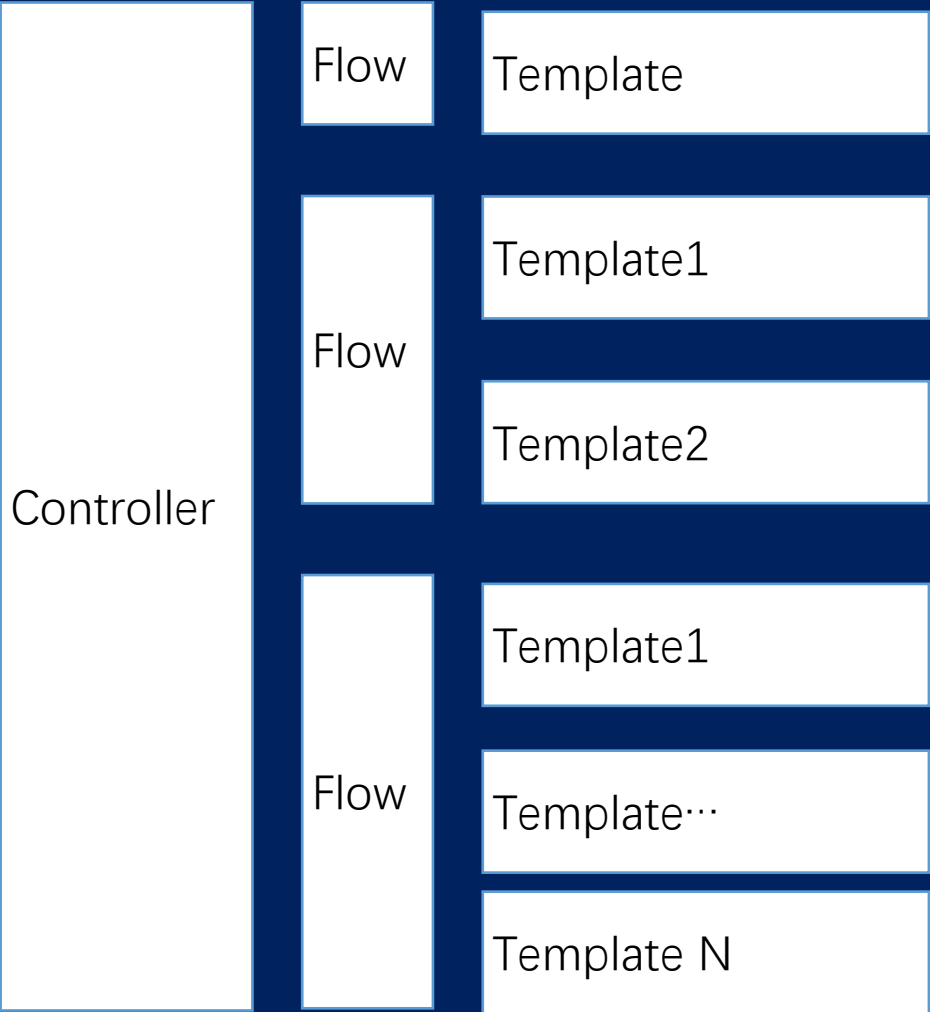 Flow
Template
Template1
Flow
Template2
Controller
Template1
Flow
Template…
Template N